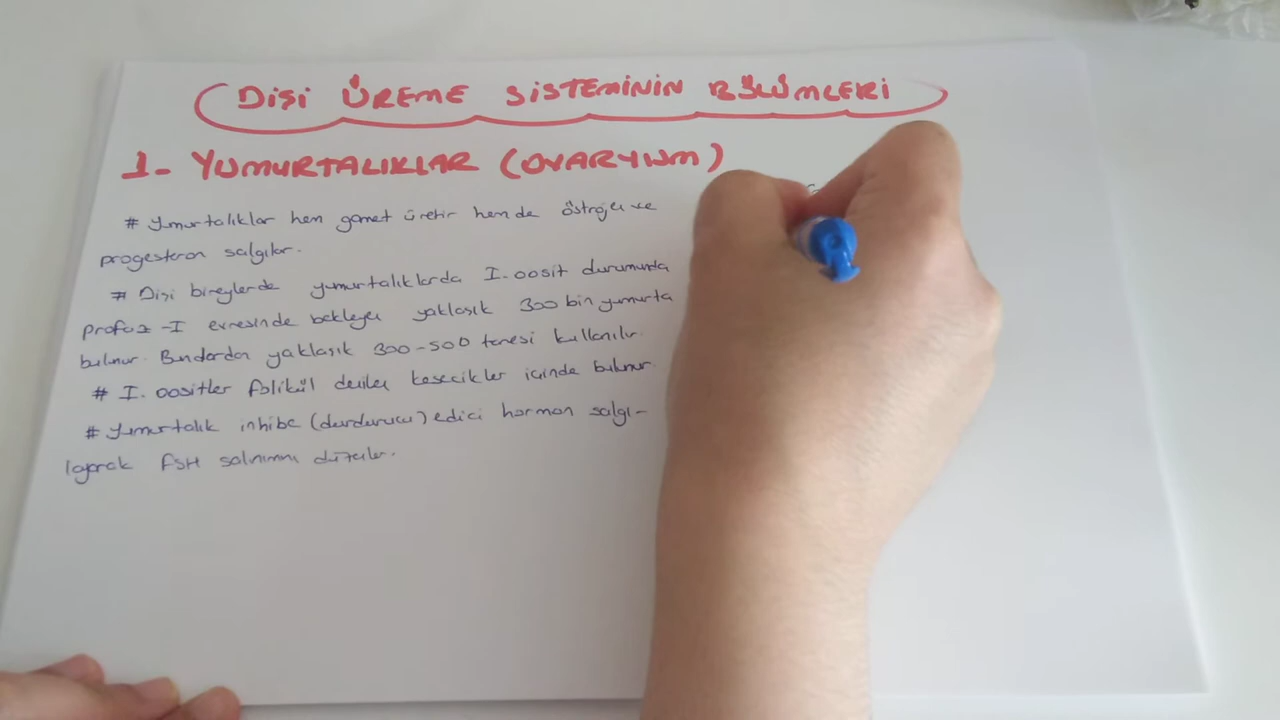 DİŞİ ÜREME SİSTEMİNİN BÖLÜMLERİ
1- YUMURTALIKLAR (OVARYUM)
# Yumurtalıklar hem gamet üretir hem de östrojen ve
progesteron salgılar.
# Dişi bireylerde yumurtalıklarda I. oosit durumunda
profaz-I evresinde bekleyen yaklaşık 300 bin yumurta
bulunur. Bunlardan yaklaşık 300-500 tanesi kullanılır.
# I. oositler folikül denilen kesecikler içinde bulunur.
# Yumurtalık inhibe (durdurucu) edici hormon salgı-
layarak FSH salınımını düzenler.